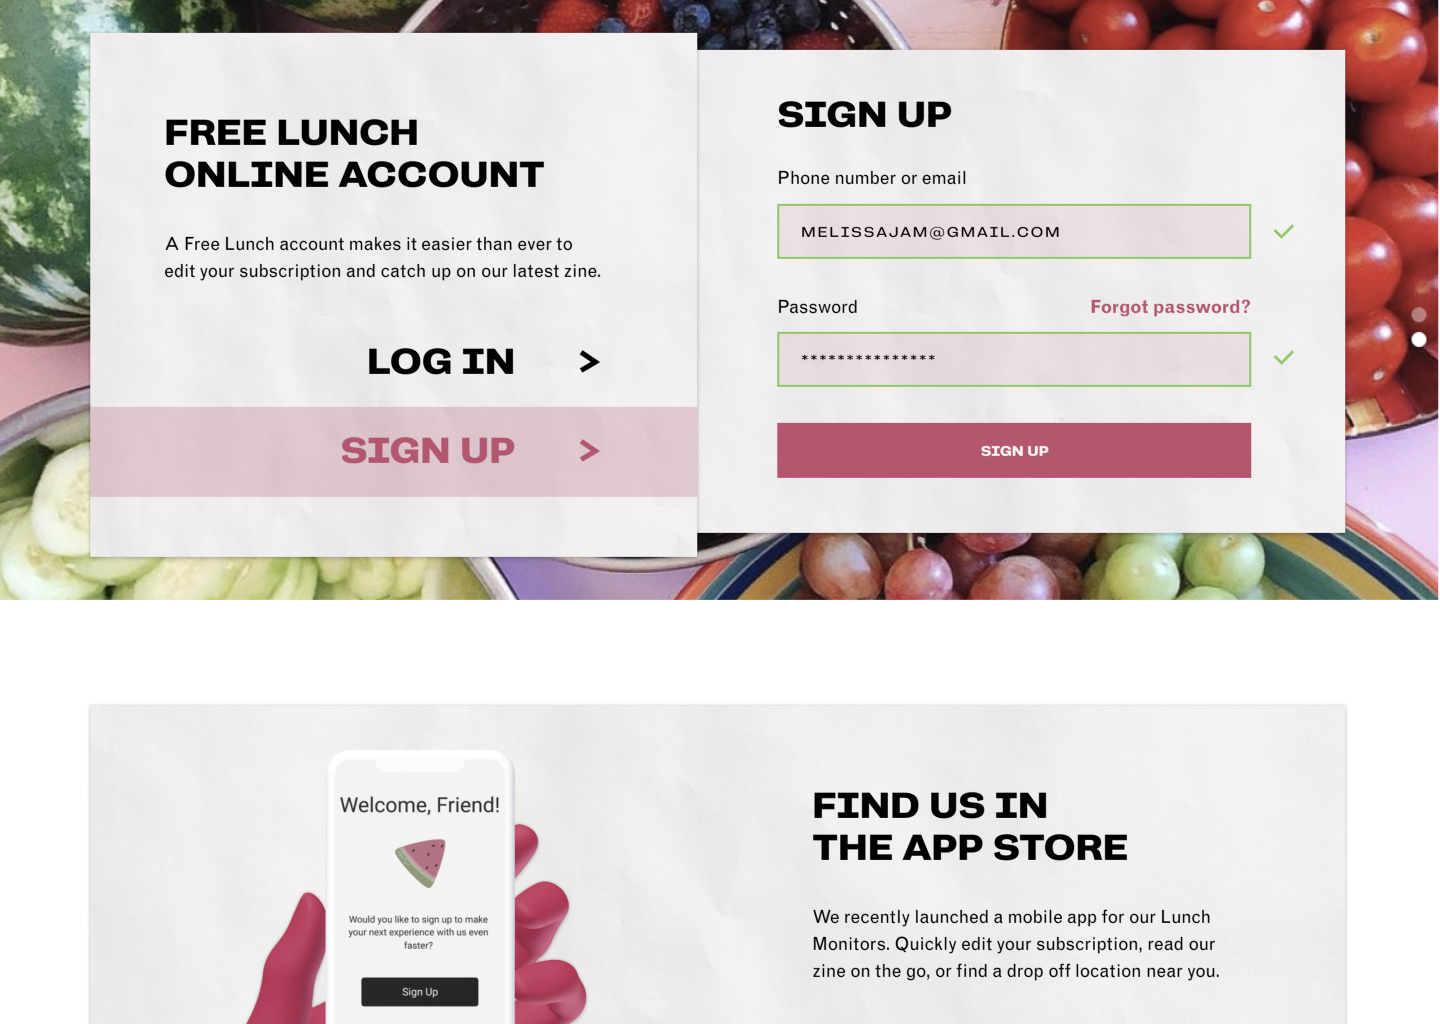 FREE LUNCH
ONLINE ACCOUNT
A Free Lunch account makes it easier than ever to
edit your subscription and catch up on our latest zine.
LOG IN >
SIGN UP >
SIGN UP
Phone number or email
MELISSAJAM@GMAIL.COM
Password Forgot password?
***************
SIGN UP
Welcome, Friend!
Would you like to sign up to make
your next experience with us even
faster?
Sign Up
FIND US IN
THE APP STORE
We recently launched a mobile app for our Lunch
Monitors. Quickly edit your subscription, read our
zine on the go, or find a drop off location near you.